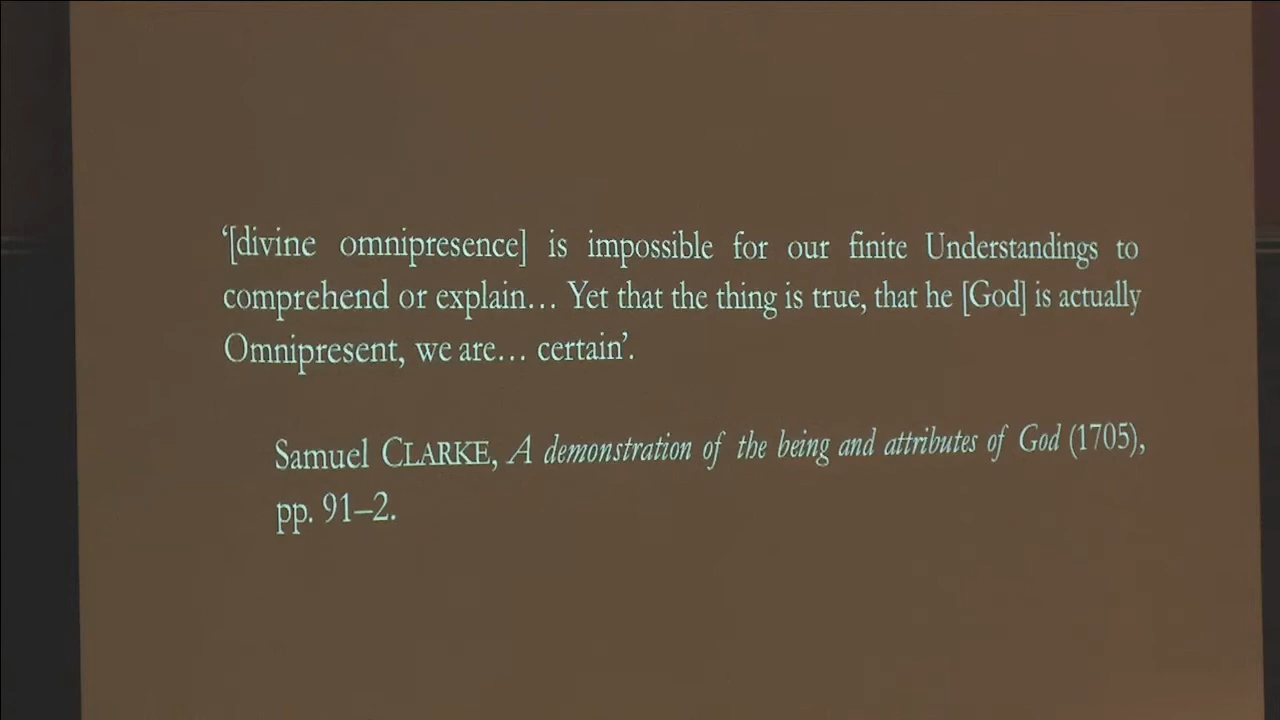 ‘[divine omnipresence] is impossible for our finite Understandings to
comprehend or explain… Yet that the thing is true, that he [God] is actually
Omnipresent, we are… certain’.
Samuel CLARKE, A demonstration of the being and attributes of God (1705),
pp. 91–2.